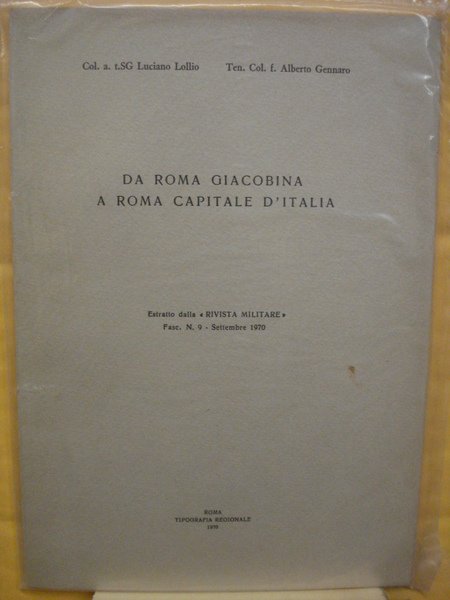 Col. a. t.SG Luciano Lollio Ten. Col. f. Alberto Gennaro
DA ROMA GIACOBINA
A ROMA CAPITALE D'ITALIA
Estratto dalla « RIVISTA MILITARE »
Fasc. N. 9 - Settembre 1970
ROMA
TIPOGRAFIA REGIONALE
1970